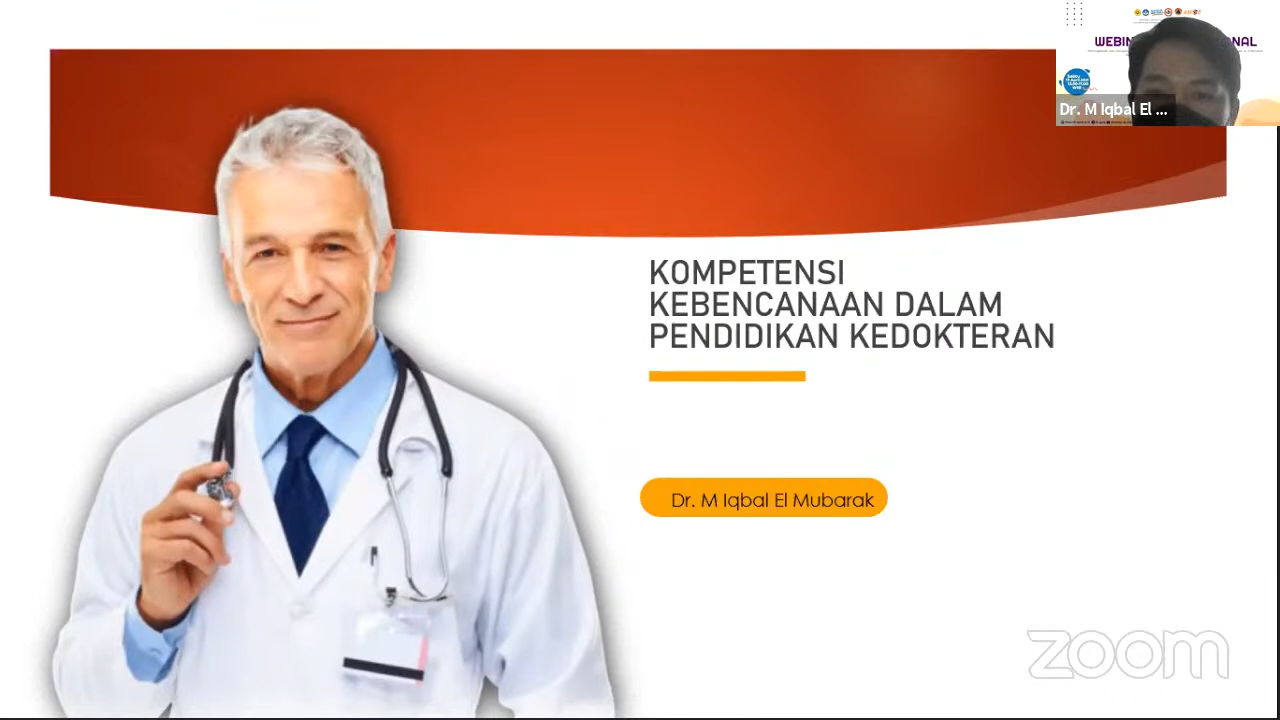 Dr. M Iqbal El ...
KOMPETENSI
KEBENCANAAN DALAM
PENDIDIKAN KEDOKTERAN
Dr. M Iqbal El Mubarak
zoom